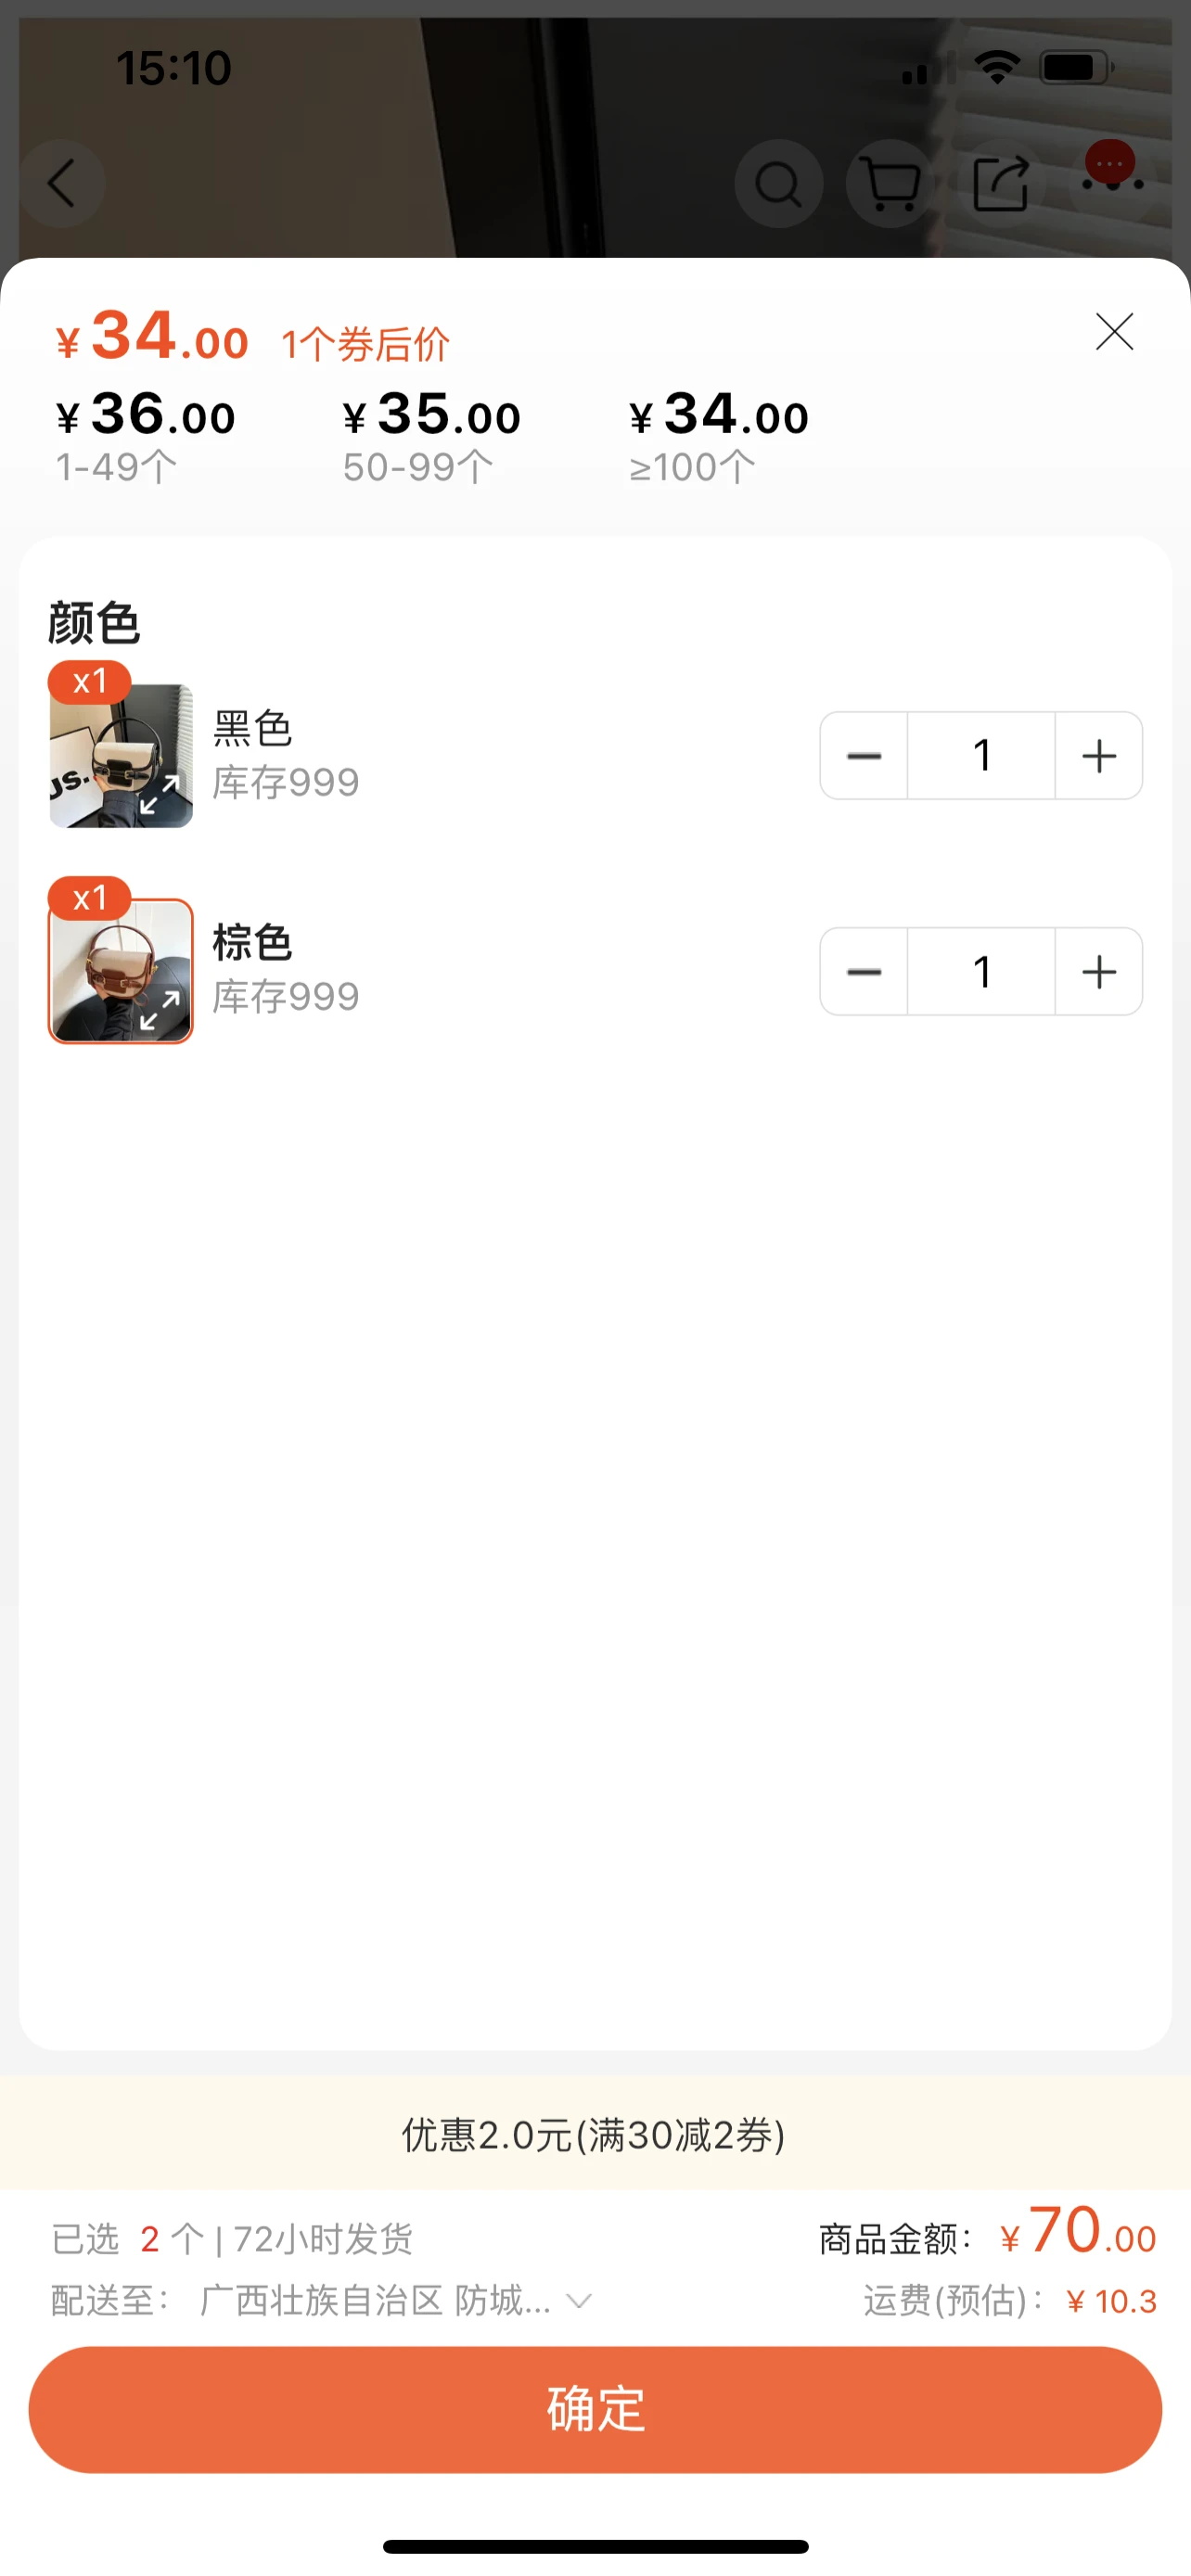 15:10
¥34.00 1个券后价
¥36.00 ¥35.00 ¥34.00
1-49个 50-99个 ≥100个
颜色
x1
US.
黑色
库存999
1
x1
棕色
库存999
1
优惠2.0元(满30减2券)
已选 2 个 | 72小时发货 商品金额: ¥70.00
配送至: 广西壮族自治区 防城... 运费(预估): ¥10.3
确定